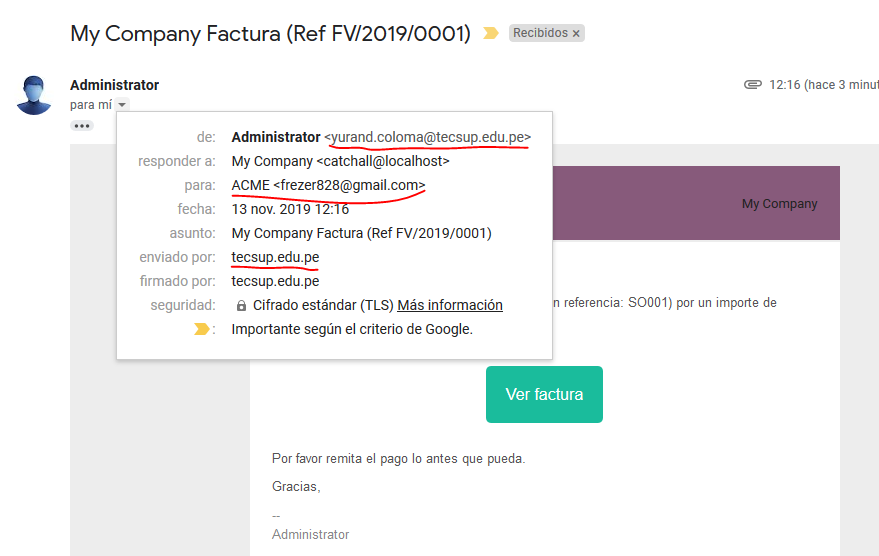 My Company Factura (Ref FV/2019/0001) Recibidos ×
Administrator 12:16 (hace 3 minut
para mí
de: Administrator <yurand.coloma@tecsup.edu.pe>
responder a: My Company <catchall@localhost>
para: ACME <frezer828@gmail.com>
fecha: 13 nov. 2019 12:16
asunto: My Company Factura (Ref FV/2019/0001)
enviado por: tecsup.edu.pe
firmado por: tecsup.edu.pe
seguridad: Cifrado estándar (TLS) Más información
: Importante según el criterio de Google.
My Company
n referencia: SO001) por un importe de
Ver factura
Por favor remita el pago lo antes que pueda.
Gracias,
--
Administrator